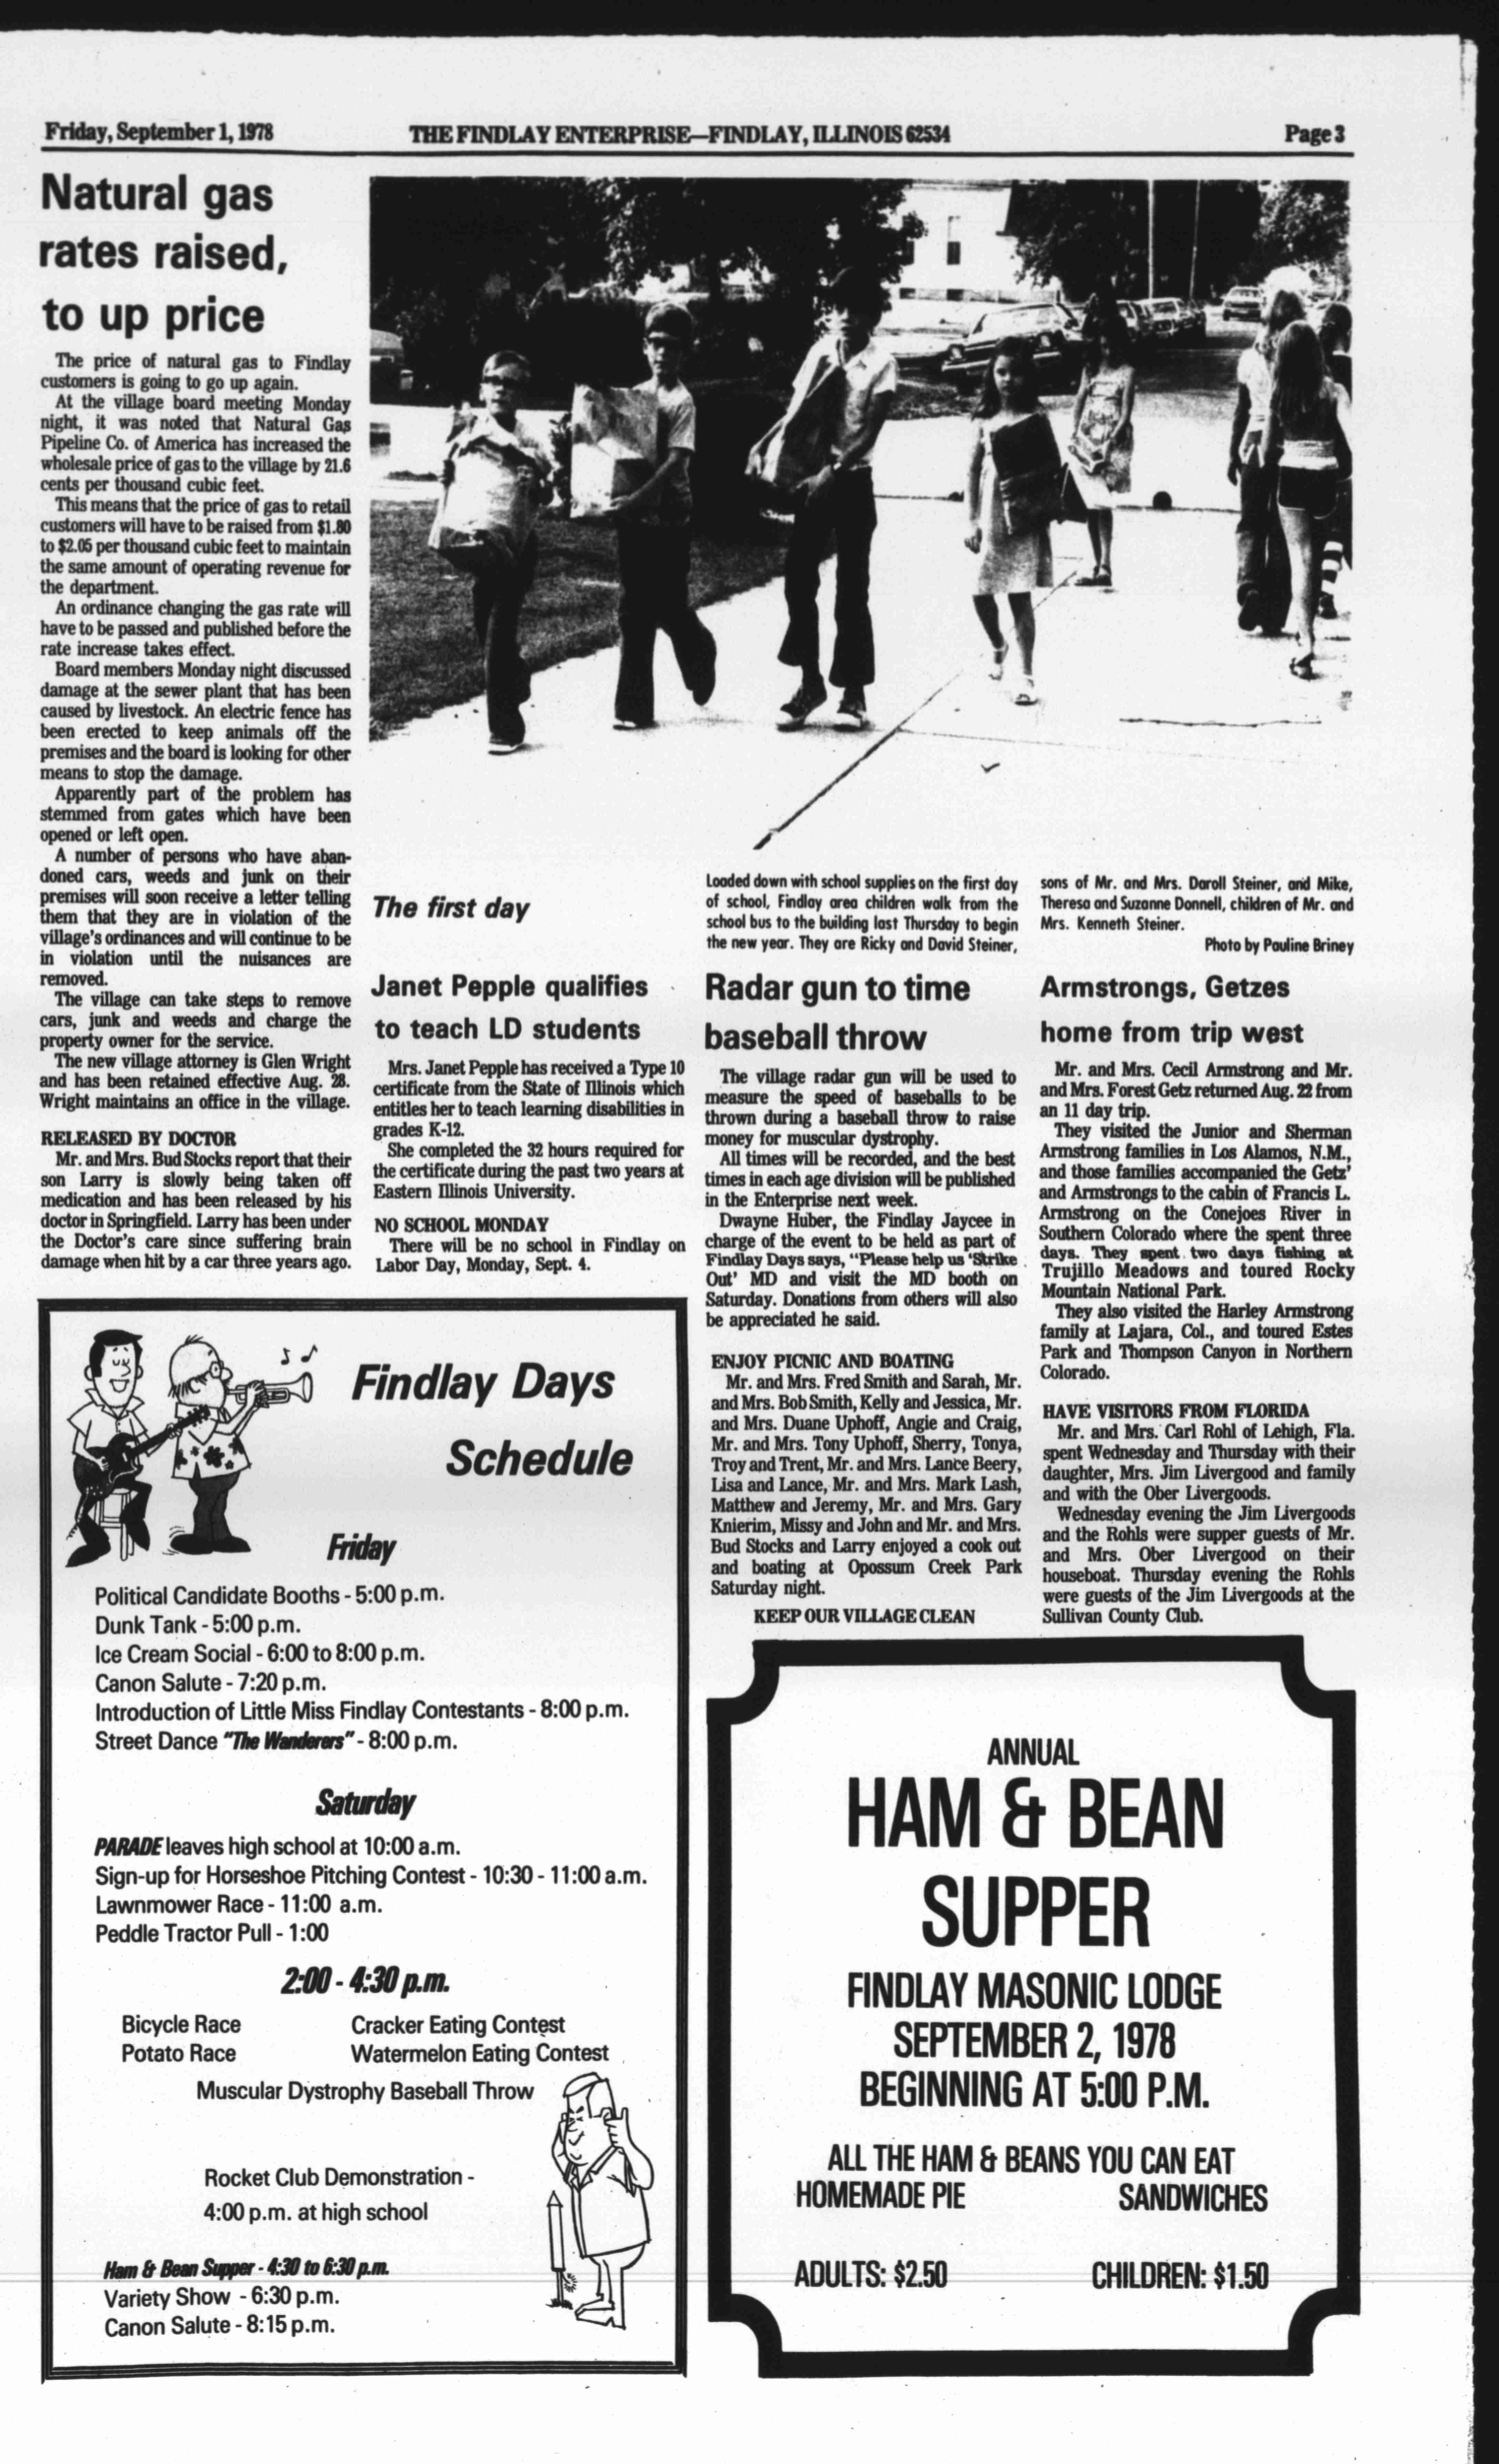 Friday, September 1, 1978
THE FINDLAY ENTERPRISE—FINDLAY, ILLINOIS 62534
Page 3
Natural gas
rates raised,
to up price
The price of natural gas to Findlay
customers is going to go up again.
At the village board meeting Monday
night, it was noted that Natural Gas
Pipeline Co. of America has increased the
wholesale price of gas to the village by 21.6
cents per thousand cubic feet.
This means that the price of gas to retail
customers will have to be raised from $1.80
to $2.05 per thousand cubic feet to maintain
the same amount of operating revenue for
the department.
An ordinance changing the gas rate will
have to be passed and published before the
rate increase takes effect.
Board members Monday night discussed
damage at the sewer plant that has been
caused by livestock. An electric fence has
been erected to keep animals off the
premises and the board is looking for other
means to stop the damage.
Apparently part of the problem has
stemmed from gates which have been
opened or left open.
A number of persons who have aban-
doned cars, weeds and junk on their
premises will soon receive a letter telling
them that they are in violation of the
village's ordinances and will continue to be
in violation until the nuisances are
removed.
The village can take steps to remove
cars, junk and weeds and charge the
property owner for the service.
The new village attorney is Glen Wright
and has been retained effective Aug. 28.
Wright maintains an office in the village.
RELEASED BY DOCTOR
Mr. and Mrs. Bud Stocks report that their
son Larry is slowly being taken off
medication and has been released by his
doctor in Springfield. Larry has been under
the Doctor's care since suffering brain
damage when hit by a car three years ago.
The first day
Loaded down with school supplies on the first day
of school, Findlay area children walk from the
school bus to the building last Thursday to begin
the new year. They are Ricky and David Steiner,
sons of Mr. and Mrs. Daroll Steiner, and Mike,
Theresa and Suzanne Donnell, children of Mr. and
Mrs. Kenneth Steiner.
Photo by Pauline Briney
Janet Pepple qualifies
to teach LD students
Mrs. Janet Pepple has received a Type 10
certificate from the State of Illinois which
entitles her to teach learning disabilities in
grades K-12.
She completed the 32 hours required for
the certificate during the past two years at
Eastern Illinois University.
NO SCHOOL MONDAY
There will be no school in Findlay on
Labor Day, Monday, Sept. 4.
Radar gun to time
baseball throw
The village radar gun will be used to
measure the speed of baseballs to be
thrown during a baseball throw to raise
money for muscular dystrophy.
All times will be recorded, and the best
times in each age division will be published
in the Enterprise next week.
Dwayne Huber, the Findlay Jaycee in
charge of the event to be held as part of
Findlay Days says, "Please help us 'Strike
Out' MD and visit the MD booth on
Saturday. Donations from others will also
be appreciated he said.
ENJOY PICNIC AND BOATING
Mr. and Mrs. Fred Smith and Sarah, Mr.
and Mrs. Bob Smith, Kelly and Jessica, Mr.
and Mrs. Duane Uphoff, Angie and Craig,
Mr. and Mrs. Tony Uphoff, Sherry, Tonya,
Troy and Trent, Mr. and Mrs. Lance Beery,
Lisa and Lance, Mr. and Mrs. Mark Lash,
Matthew and Jeremy, Mr. and Mrs. Gary
Knierim, Missy and John and Mr. and Mrs.
Bud Stocks and Larry enjoyed a cook out
and boating at Opossum Creek Park
Saturday night.
KEEP OUR VILLAGE CLEAN
Armstrongs, Getzes
home from trip west
Mr. and Mrs. Cecil Armstrong and Mr.
and Mrs. Forest Getz returned Aug. 22 from
an 11 day trip.
They visited the Junior and Sherman
Armstrong families in Los Alamos, N.M.,
and those families accompanied the Getz'
and Armstrongs to the cabin of Francis L.
Armstrong on the Conejoes River in
Southern Colorado where the spent three
days. They spent two days fishing at
Trujillo Meadows and toured Rocky
Mountain National Park.
They also visited the Harley Armstrong
family at Lajara, Col., and toured Estes
Park and Thompson Canyon in Northern
Colorado.
HAVE VISITORS FROM FLORIDA
Mr. and Mrs. Carl Rohl of Lehigh, Fla.
spent Wednesday and Thursday with their
daughter, Mrs. Jim Livergood and family
and with the Ober Livergoods.
Wednesday evening the Jim Livergoods
and the Rohls were supper guests of Mr.
and Mrs. Ober Livergood on their
houseboat. Thursday evening the Rohls
were guests of the Jim Livergoods at the
Sullivan County Club.
Findlay Days
Schedule
Friday
Political Candidate Booths - 5:00 p.m.
Dunk Tank - 5:00 p.m.
Ice Cream Social - 6:00 to 8:00 p.m.
Canon Salute - 7:20 p.m.
Introduction of Little Miss Findlay Contestants - 8:00 p.m.
Street Dance "The Wanderers" - 8:00 p.m.
Saturday
PARADE leaves high school at 10:00 a.m.
Sign-up for Horseshoe Pitching Contest - 10:30 - 11:00 a.m.
Lawnmower Race - 11:00 a.m.
Peddle Tractor Pull - 1:00
2:00 - 4:30 p.m.
Bicycle Race Cracker Eating Contest
Potato Race Watermelon Eating Contest
Muscular Dystrophy Baseball Throw
Rocket Club Demonstration -
4:00 p.m. at high school
Ham & Bean Supper - 4:30 to 6:30 p.m.
Variety Show - 6:30 p.m.
Canon Salute - 8:15 p.m.
ANNUAL
HAM & BEAN
SUPPER
FINDLAY MASONIC LODGE
SEPTEMBER 2, 1978
BEGINNING AT 5:00 P.M.
ALL THE HAM & BEANS YOU CAN EAT
HOMEMADE PIE SANDWICHES
ADULTS: $2.50 CHILDREN: $1.50